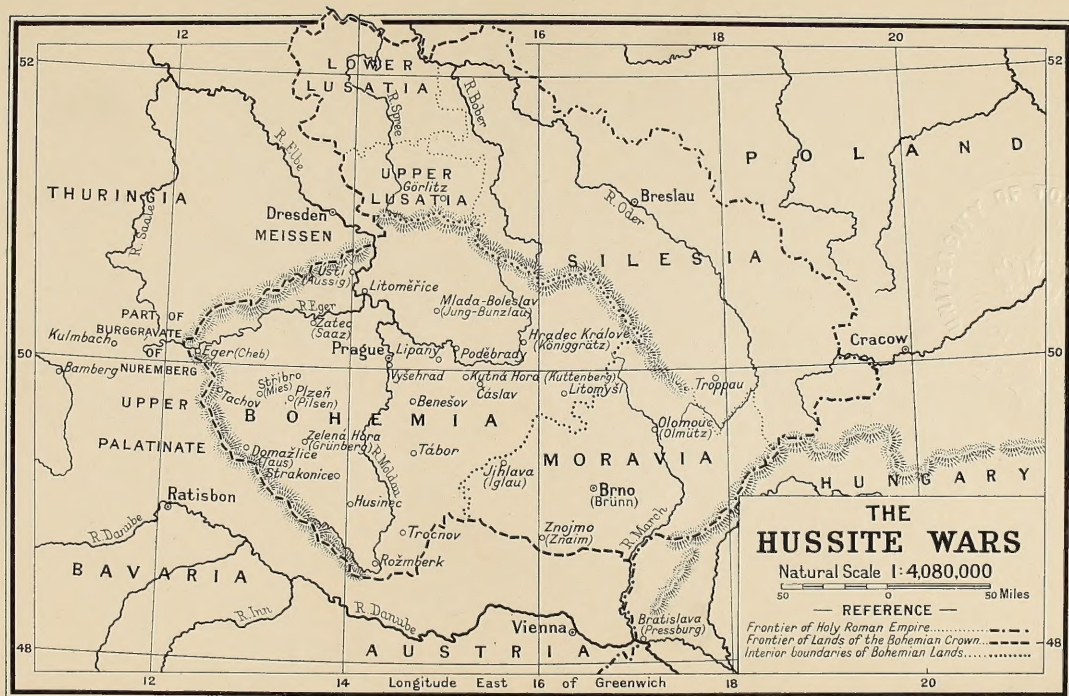 12
14
16
18
20
52
52
LOWER
LUSATIA
R. Spree
R. Bober
R. Elbe
POLAND
THURINGIA
UPPER
Görlitz
LUSATIA
Breslau
R. Oder
R. Saale
Dresden
MEISSEN
SILESIA
Ústí
(Aussig)
Litoměřice
Mlada-Boleslav
(Jung-Bunzlau)
R. Eger
Žatec
(Saaz)
PART OF
BURGGRAVATE
OF
NUREMBERG
Kulmbach
Hradec Králové
(Königgrätz)
Cracow
50
50
Eger (Cheb)
Prague
Lipany
Poděbrady
Bamberg
Vyšehrad
Kutná Hora (Kuttenberg)
Čáslav
Litomyšl
Troppau
Stříbro
(Mies)
Plzeň
(Pilsen)
Tachov
Benešov
UPPER
PALATINATE
BOHEMIA
Zelená Hora
(Grünberg)
Olomouc
(Olmütz)
Domažlice
(Taus)
Strakonice
R. Moldau
Tábor
Jihlava
(Iglau)
MORAVIA
Brno
(Brünn)
HUNGARY
Ratisbon
R. Danube
Husinec
Trocnov
Znojmo
(Znaim)
R. March
Rožmberk
BAVARIA
R. Inn
R. Danube
Vienna
Bratislava
(Pressburg)
AUSTRIA
48
48
THE
HUSSITE WARS
Natural Scale 1:4,080,000
50 0 50 Miles
— REFERENCE —
Frontier of Holy Roman Empire
Frontier of Lands of the Bohemian Crown
Interior boundaries of Bohemian Lands
12
14
Longitude East 16 of Greenwich
18
20